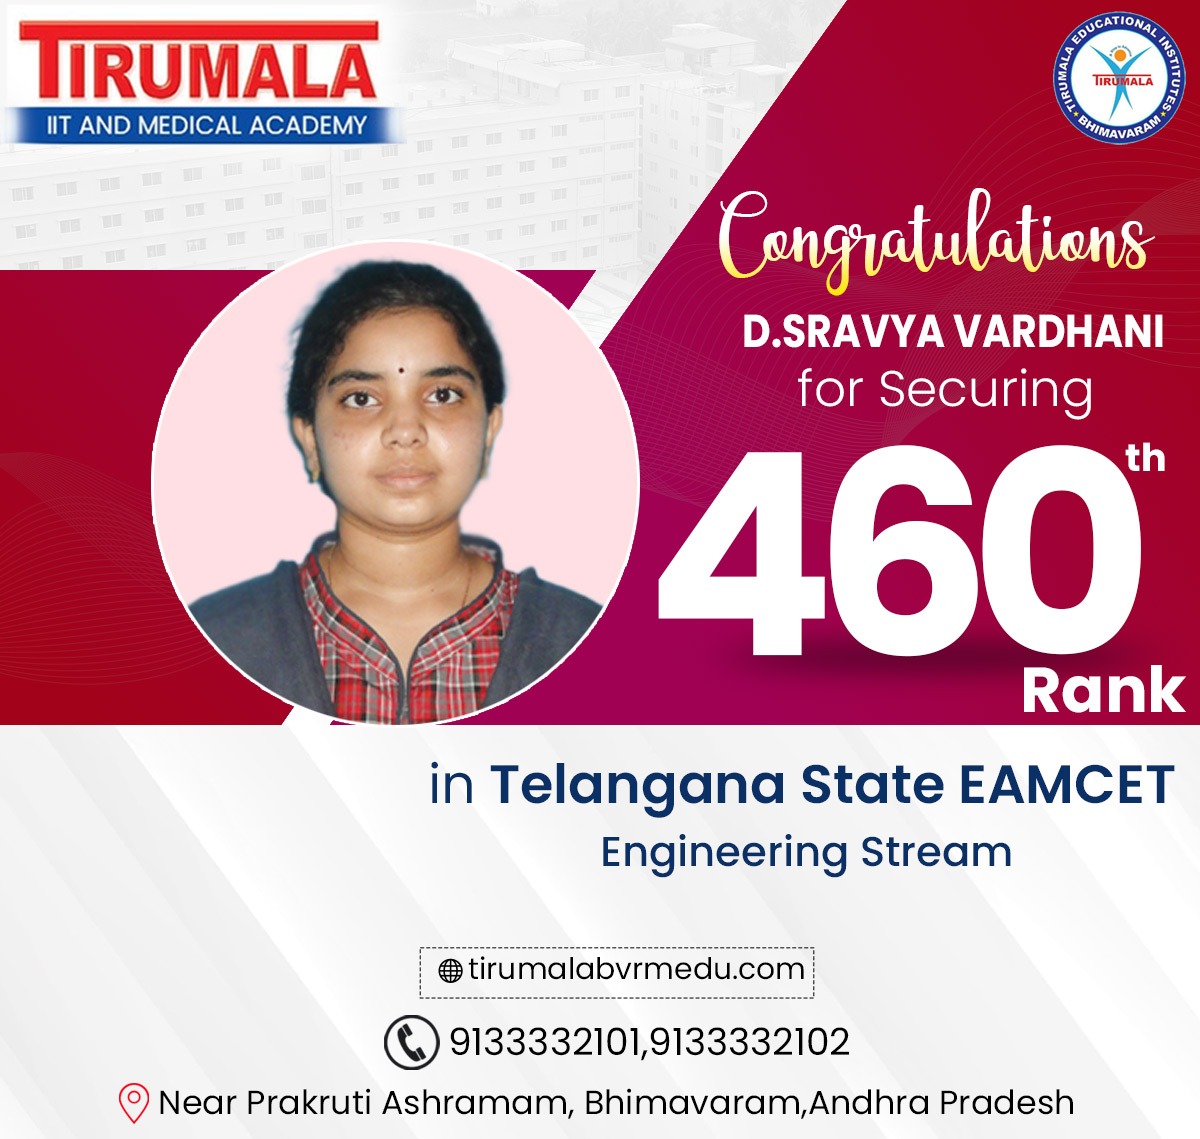 TIRUMALA
IIT AND MEDICAL ACADEMY
TIRUMALA EDUCATIONAL INSTITUTES
TIRUMALA
BHIMAVARAM
Congratulations
D.SRAVYA VARDHANI
for Securing
460th
Rank
in Telangana State EAMCET
Engineering Stream
tirumalabvrmedu.com
9133332101,9133332102
Near Prakruti Ashramam, Bhimavaram,Andhra Pradesh